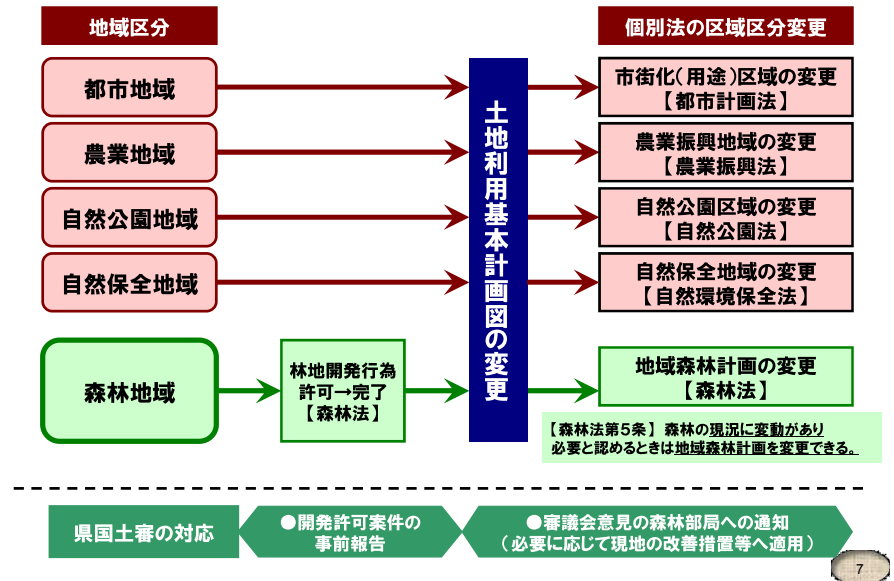 地域区分
個別法の区域区分変更
都市地域
市街化(用途)区域の変更
【都市計画法】
農業地域
農業振興地域の変更
【農業振興法】
自然公園地域
自然公園区域の変更
【自然公園法】
自然保全地域
自然保全地域の変更
【自然環境保全法】
土地利用基本計画図の変更
森林地域
林地開発行為
許可→完了
【森林法】
地域森林計画の変更
【森林法】
【森林法第5条】 森林の現況に変動があり
必要と認めるときは地域森林計画を変更できる。
県国土審の対応
●開発許可案件の
事前報告
●審議会意見の森林部局への通知
(必要に応じて現地の改善措置等へ適用)
7